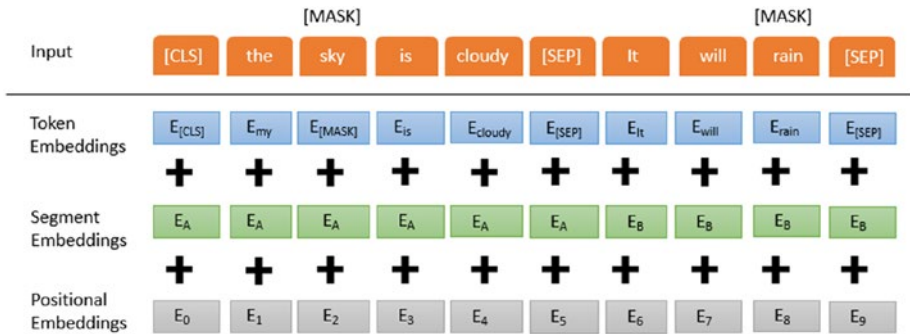 [MASK] [MASK]
Input [CLS] the sky is cloudy [SEP] It will rain [SEP]
Token Embeddings E[CLS] Emy E[MASK] Eis Ecloudy E[SEP] EIt Ewill Erain E[SEP]
+ + + + + + + + + +
Segment Embeddings EA EA EA EA EA EA EB EB EB EB
+ + + + + + + + + +
Positional Embeddings E0 E1 E2 E3 E4 E5 E6 E7 E8 E9